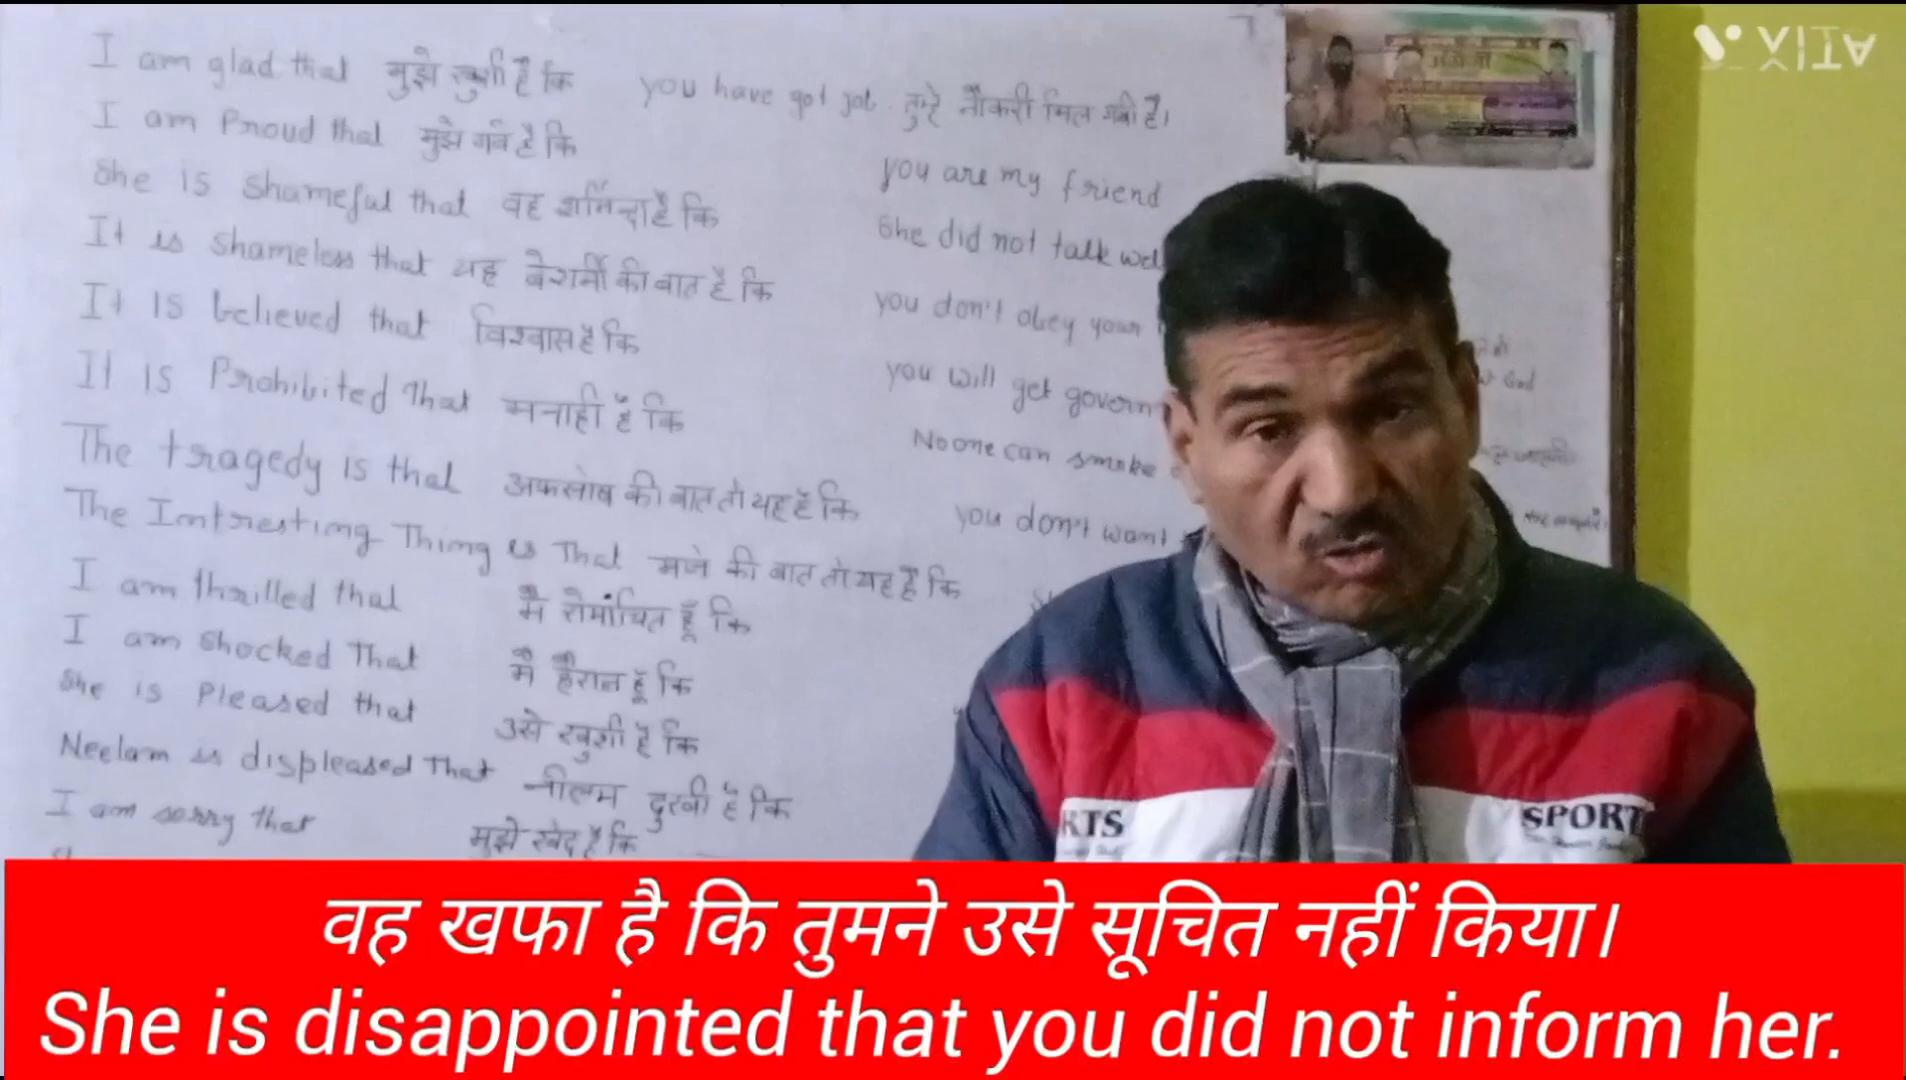 I am glad that मुझे खुशी है कि you have got job. तुम्हे नौकरी मिल गयी है।
I am Proud that मुझे गर्व है कि you are my friend
She is Shameful that वह शर्मिन्दा है कि She did not talk wel
It is Shameless that यह बेशर्मी की बात है कि you don't obey your
It is believed that विश्वास है कि you will get govern
It is Prohibited That मनाही है कि No one can smoke
The tragedy is that अफसोस की बात तो यह है कि you don't want
The Intresting Thing is That मजे की बात तो यह है कि
I am thrilled that मै रोमांचित हूँ कि
I am Shocked That मै हैरान हूँ कि
She is Pleased that उसे खुशी है कि
Neelam is displeased That नीलम दुखी है कि
I am sorry that मुझे खेद है कि
God
RTS
SPORT
वह खफा है कि तुमने उसे सूचित नहीं किया।
She is disappointed that you did not inform her.